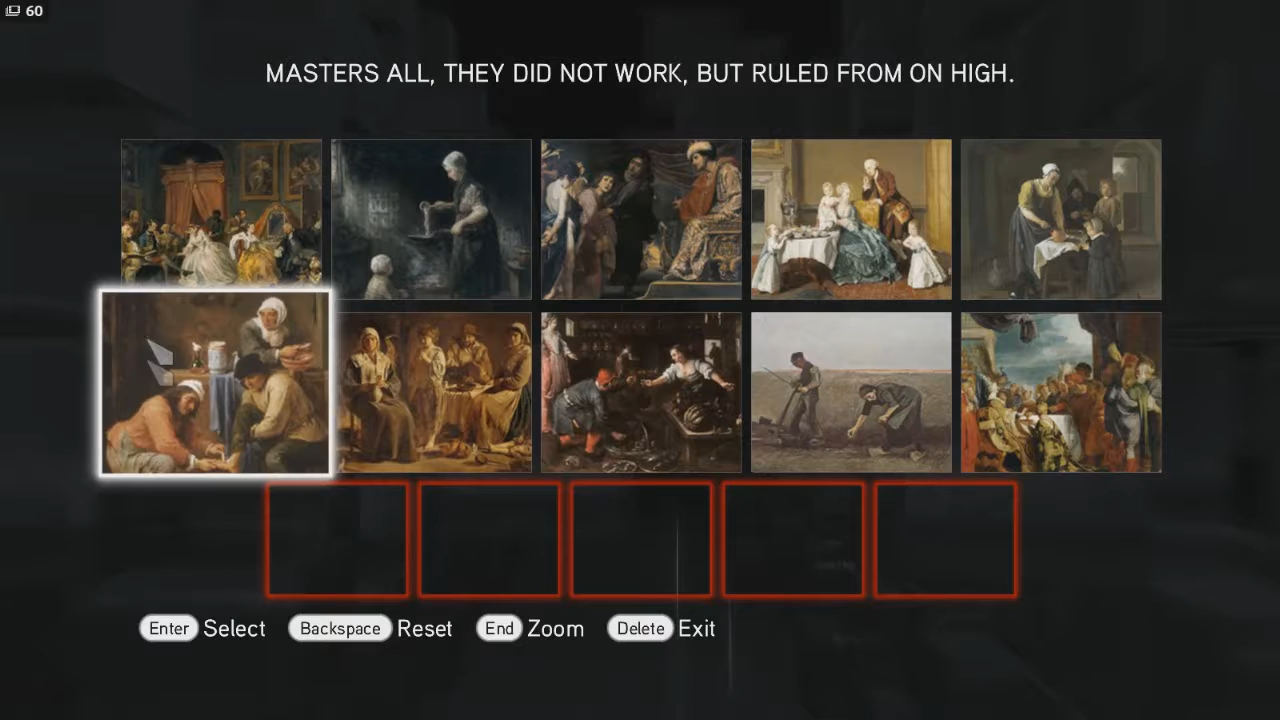 60
MASTERS ALL, THEY DID NOT WORK, BUT RULED FROM ON HIGH.
Enter Select Backspace Reset End Zoom Delete Exit